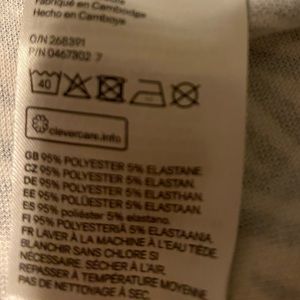 Fabriqué en Cambodge
Hecho en Camboya
O/N 268391
P/N 0467302 7
40
clevercare.info
GB 95% POLYESTER 5% ELASTANE
CZ 95% POLYESTER 5% ELASTAN.
DE 95% POLYESTER 5% ELASTHAN.
EE 95% POLÜESTER 5% ELASTAAN.
ES 95% poliéster 5% elastano.
FI 95% POLYESTERIÄ 5% ELASTAANIA.
FR LAVER À LA MACHINE À L'EAU TIÈDE.
BLANCHIR SANS CHLORE SI
NÉCESSAIRE. SÉCHER À L'AIR.
REPASSER À TEMPÉRATURE MOYENNE
PAS DE NETTOYAGE À SEC.